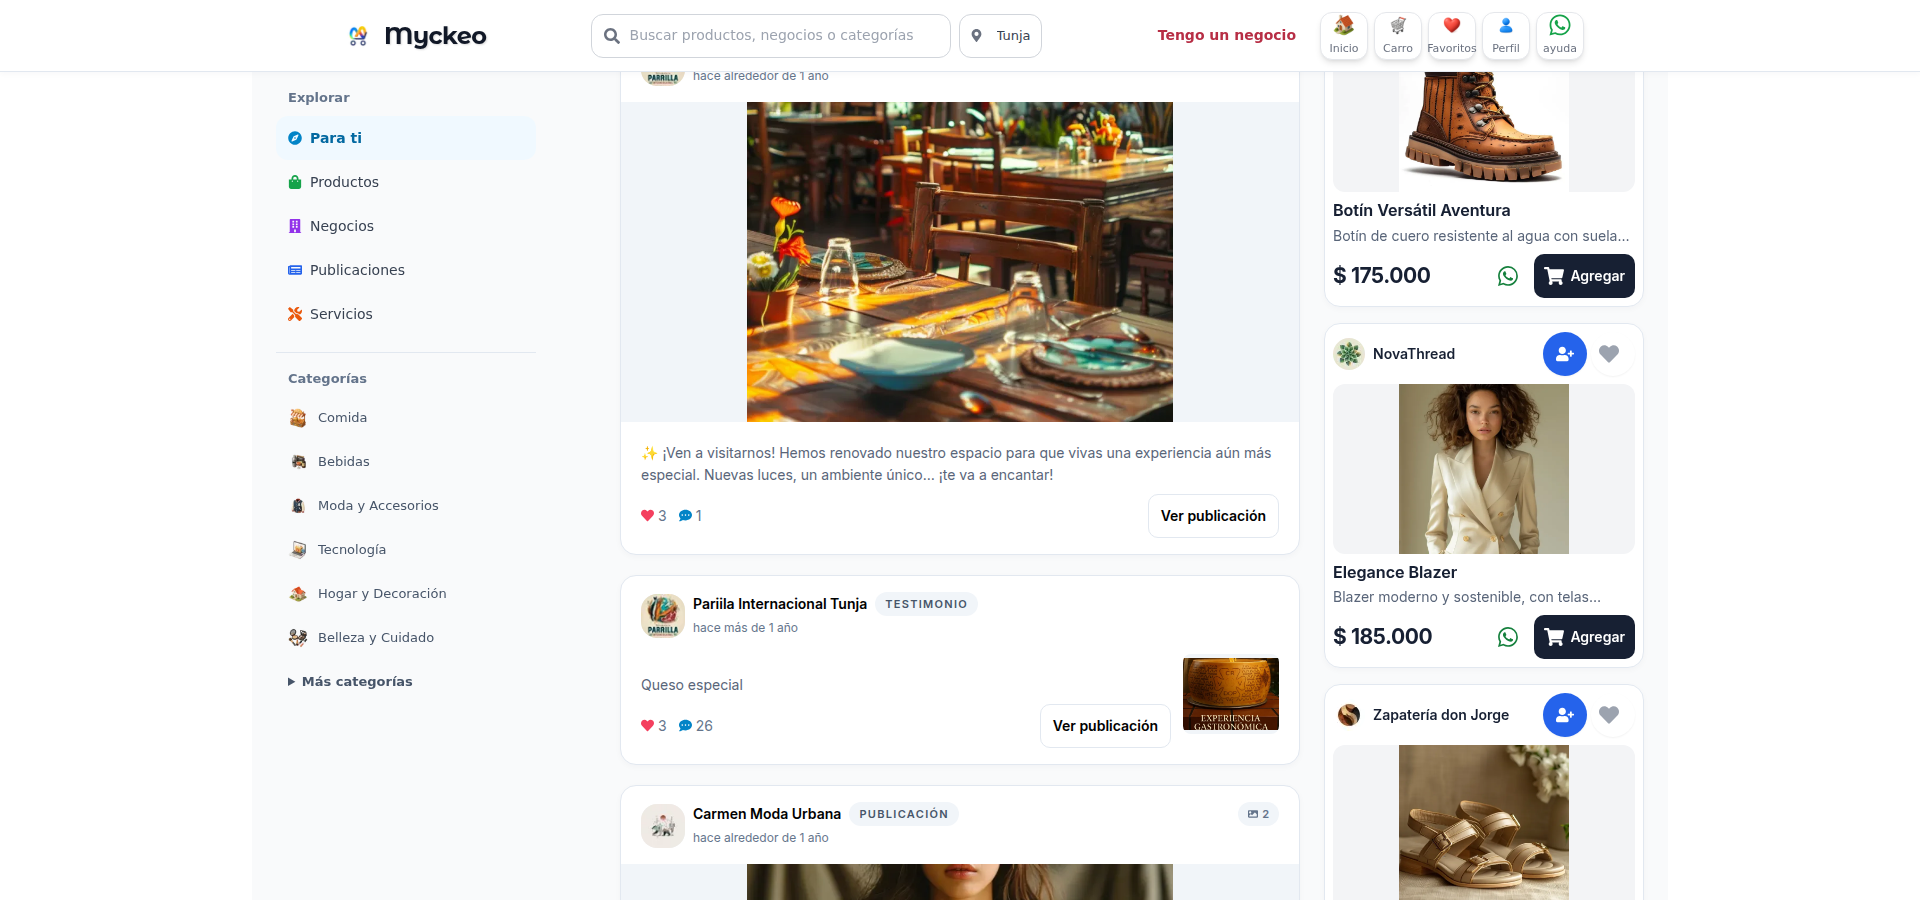 Myckeo
Buscar productos, negocios o categorías
Tunja
Tengo un negocio
Inicio
Carro
Favoritos
Perfil
ayuda
Explorar
Para ti
Productos
Negocios
Publicaciones
Servicios
Categorías
Comida
Bebidas
Moda y Accesorios
Tecnología
Hogar y Decoración
Belleza y Cuidado
Más categorías
PARRILLA
hace alrededor de 1 año
✨ ¡Ven a visitarnos! Hemos renovado nuestro espacio para que vivas una experiencia aún más
especial. Nuevas luces, un ambiente único... ¡te va a encantar!
3 1
Ver publicación
PARRILLA
Pariila Internacional Tunja TESTIMONIO
hace más de 1 año
Queso especial
3 26
Ver publicación
EXPERIENCIA
GASTRONÓMICA
Carmen Moda Urbana PUBLICACIÓN
2
hace alrededor de 1 año
Botín Versátil Aventura
Botín de cuero resistente al agua con suela...
$ 175.000
Agregar
NovaThread
Elegance Blazer
Blazer moderno y sostenible, con telas...
$ 185.000
Agregar
Zapatería don Jorge